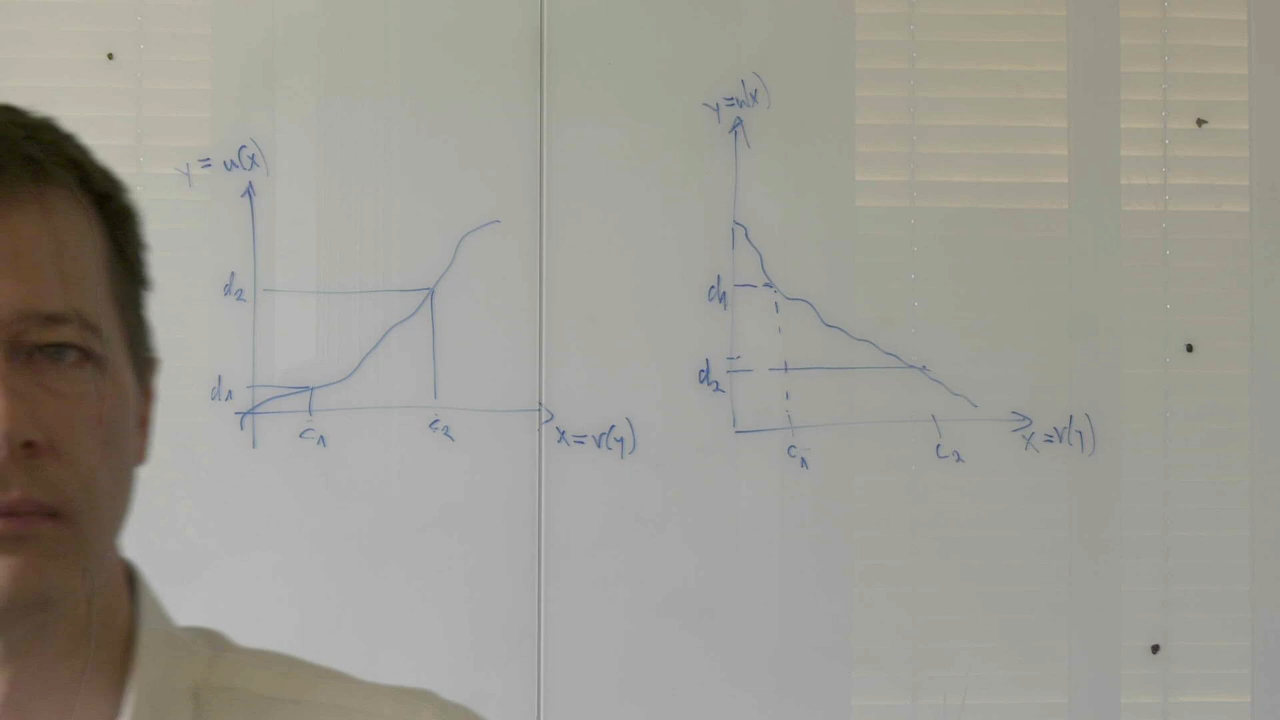 y = u(x)
d2
d1
c1
c2
x = v(y)
y = u(x)
d1
d2
c1
c2
x = v(y)